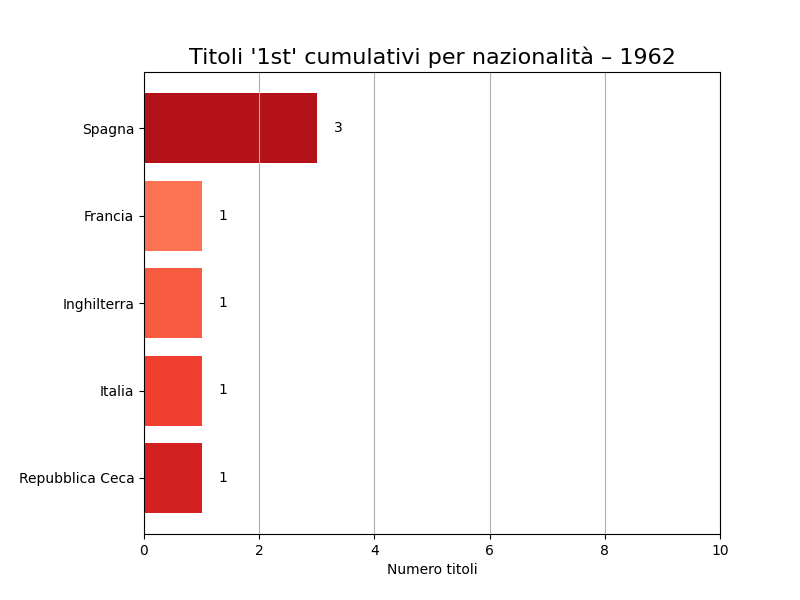 Titoli '1st' cumulativi per nazionalità – 1962
Spagna 3
Francia 1
Inghilterra 1
Italia 1
Repubblica Ceca 1
0 2 4 6 8 10
Numero titoli